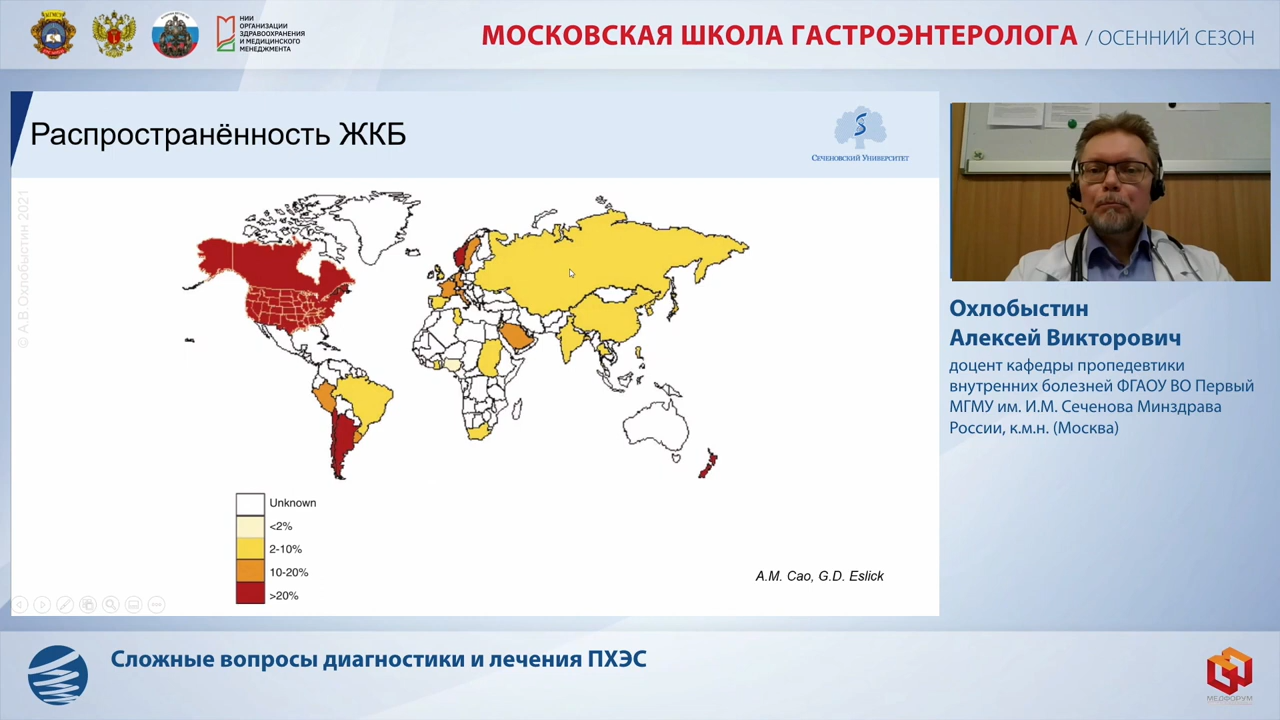 НИИ
ОРГАНИЗАЦИИ
ЗДРАВООХРАНЕНИЯ
И МЕДИЦИНСКОГО
МЕНЕДЖМЕНТА
МОСКОВСКАЯ ШКОЛА ГАСТРОЭНТЕРОЛОГА / ОСЕННИЙ СЕЗОН
Распространённость ЖКБ
СЕЧЕНОВСКИЙ УНИВЕРСИТЕТ
© А.В.Охлобыстин 2021
Unknown
<2%
2-10%
10-20%
>20%
A.M. Cao, G.D. Eslick
Охлобыстин
Алексей Викторович
доцент кафедры пропедевтики
внутренних болезней ФГАОУ ВО Первый
МГМУ им. И.М. Сеченова Минздрава
России, к.м.н. (Москва)
Сложные вопросы диагностики и лечения ПХЭС
МЕДФОРУМ